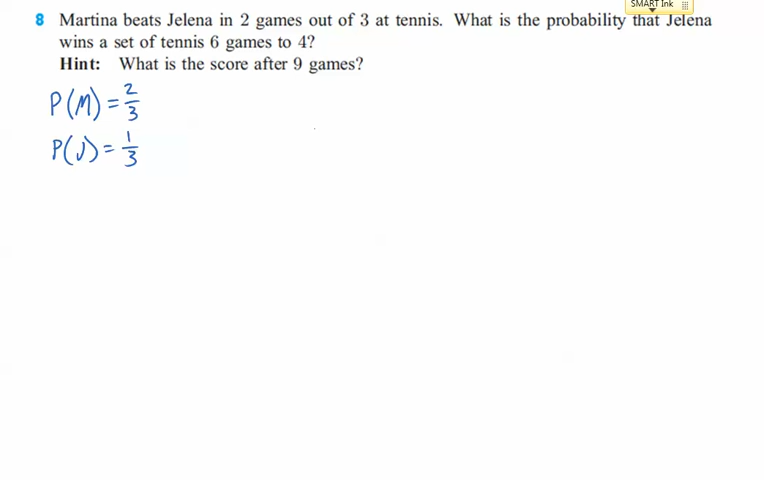 SMART Ink
8 Martina beats Jelena in 2 games out of 3 at tennis. What is the probability that Jelena
wins a set of tennis 6 games to 4?
Hint: What is the score after 9 games?
P(M) = 2/3
P(J) = 1/3